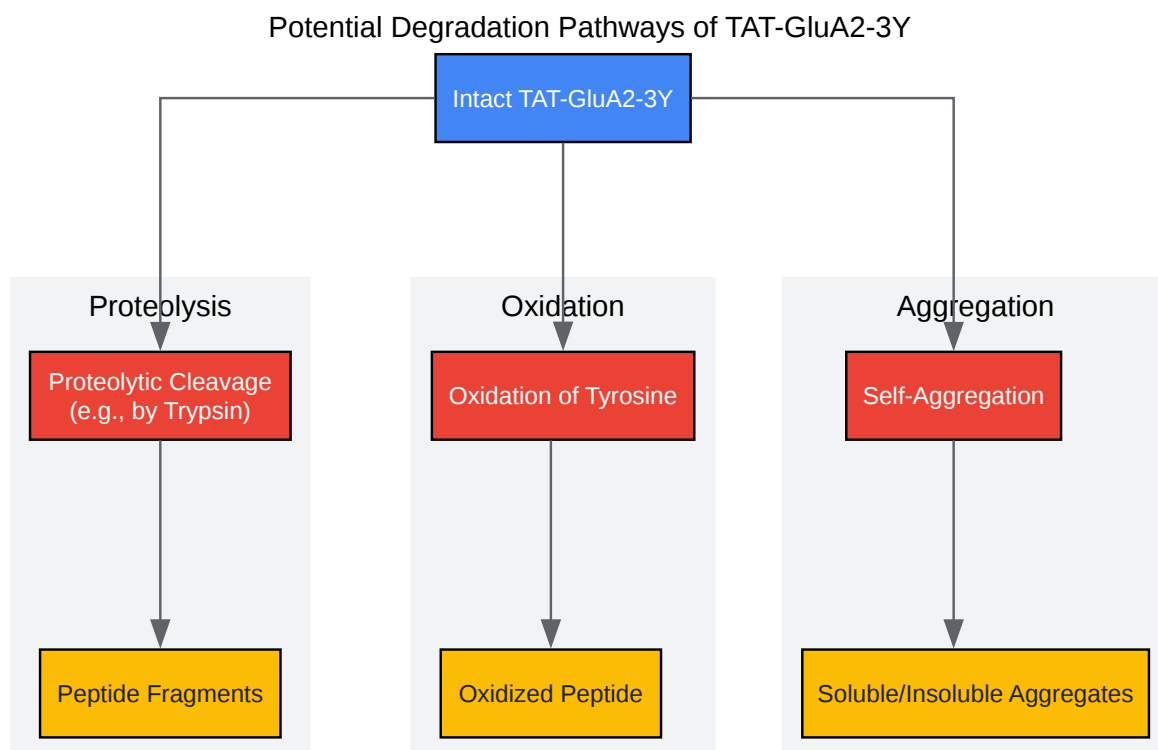 Potential Degradation Pathways of TAT-GluA2-3Y
Intact TAT-GluA2-3Y
Proteolysis
Oxidation
Aggregation
Proteolytic Cleavage
(e.g., by Trypsin)
Oxidation of Tyrosine
Self-Aggregation
Peptide Fragments
Oxidized Peptide
Soluble/Insoluble Aggregates